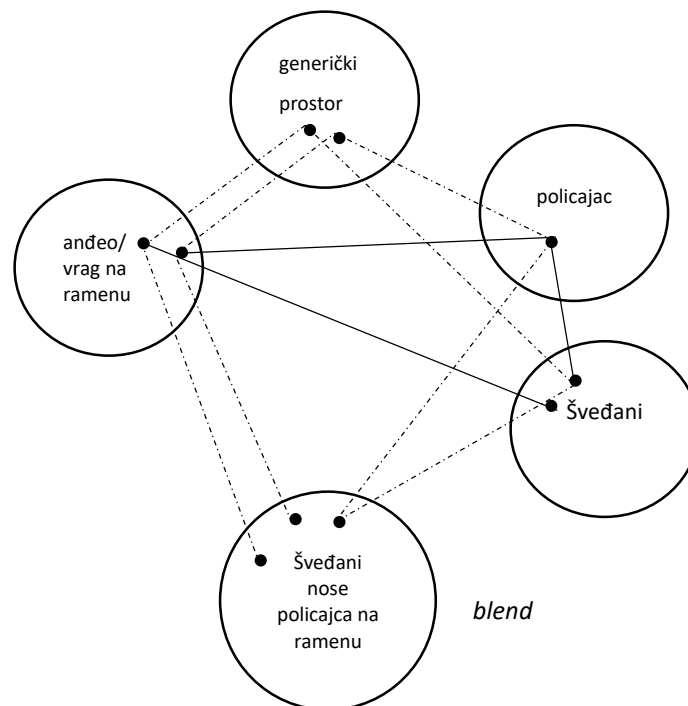 generički
prostor
policajac
anđeo/
vrag na
ramenu
Šveđani
Šveđani
nose
policajca na
ramenu
blend